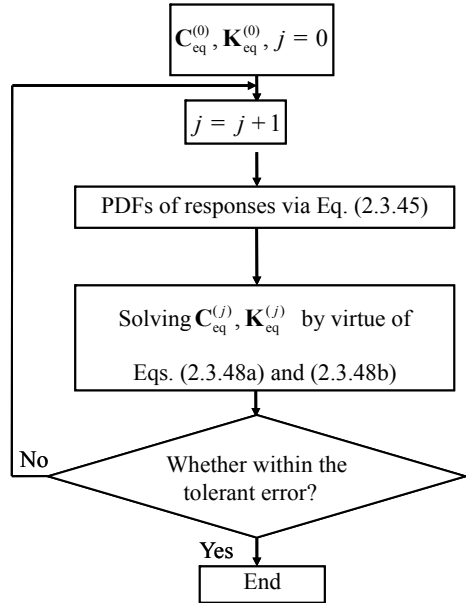 C_eq^(0), K_eq^(0), j = 0
j = j + 1
PDFs of responses via Eq. (2.3.45)
Solving C_eq^(j), K_eq^(j) by virtue of
Eqs. (2.3.48a) and (2.3.48b)
No
Whether within the
tolerant error?
Yes
End